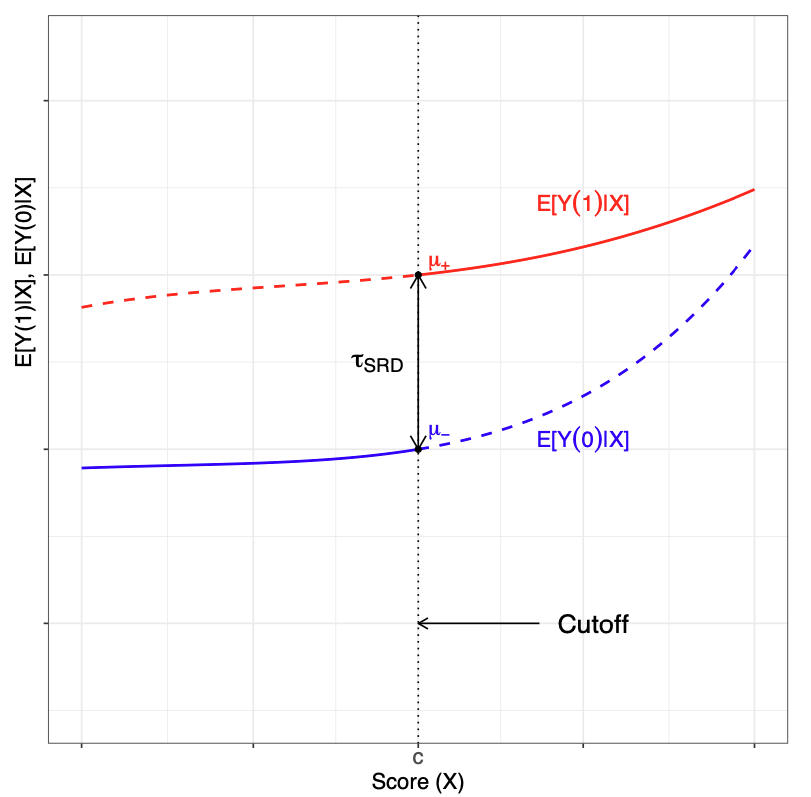 E[Y(1)|X], E[Y(0)|X]
E[Y(1)|X]
μ+
τSRD
μ−
E[Y(0)|X]
Cutoff
c
Score (X)